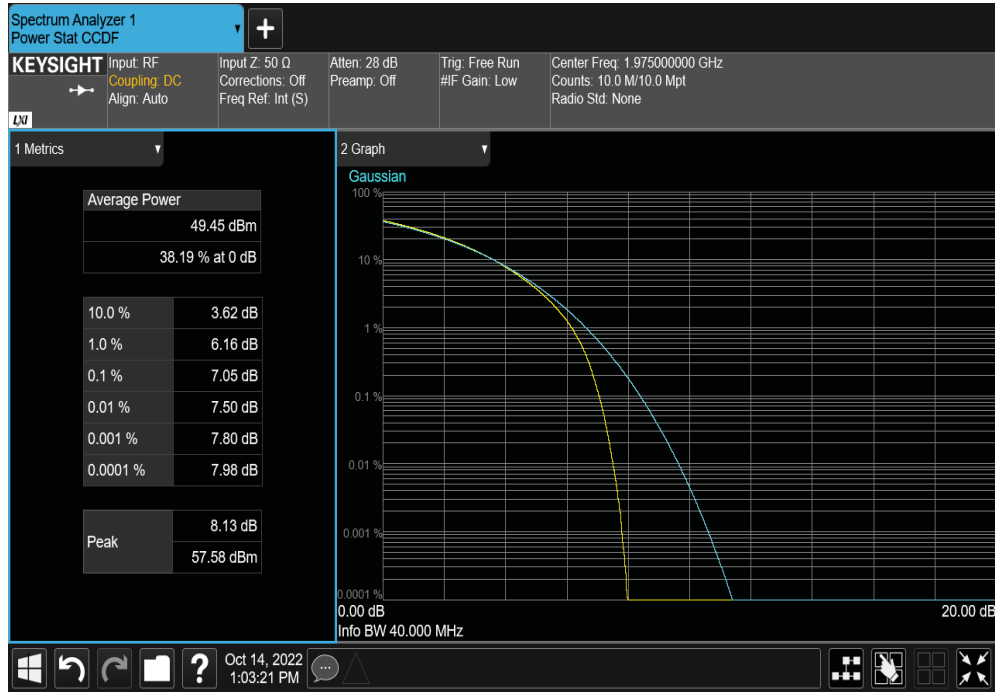 Spectrum Analyzer 1
Power Stat CCDF
KEYSIGHT
LXI
Input: RF
Coupling: DC
Align: Auto
Input Z: 50 Ω
Corrections: Off
Freq Ref: Int (S)
Atten: 28 dB
Preamp: Off
Trig: Free Run
#IF Gain: Low
Center Freq: 1.975000000 GHz
Counts: 10.0 M/10.0 Mpt
Radio Std: None
1 Metrics
Average Power
49.45 dBm
38.19 % at 0 dB
10.0 % 3.62 dB
1.0 % 6.16 dB
0.1 % 7.05 dB
0.01 % 7.50 dB
0.001 % 7.80 dB
0.0001 % 7.98 dB
Peak
8.13 dB
57.58 dBm
2 Graph
Gaussian
100 %
10 %
1 %
0.1 %
0.01 %
0.001 %
0.0001 %
0.00 dB 20.00 dB
Info BW 40.000 MHz
?
Oct 14, 2022
1:03:21 PM